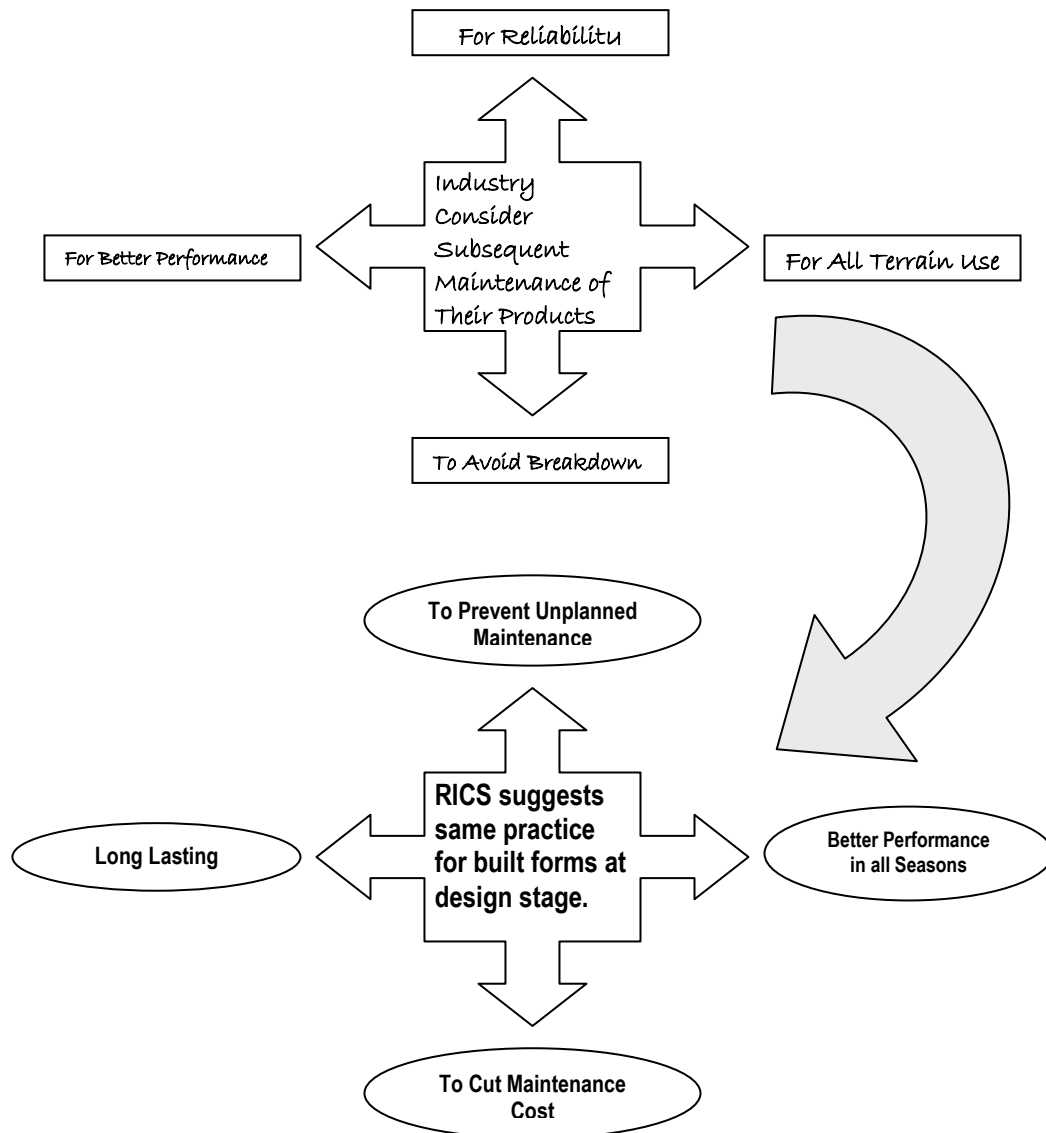 For Reliability
Industry
Consider
Subsequent
Maintenance of
Their Products
For Better Performance
For All Terrain Use
To Avoid Breakdown
To Prevent Unplanned
Maintenance
RICS suggests
same practice
for built forms at
design stage.
Long Lasting
Better Performance
in all Seasons
To Cut Maintenance
Cost